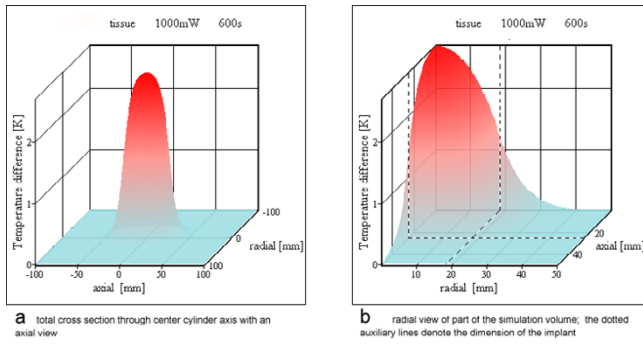 tissue 1000mW 600s
Temperature difference [K]
2
1
0
-100
0
100
radial [mm]
-100
-50
0
50
100
axial [mm]
a total cross section through center cylinder axis with an
axial view
tissue 1000mW 600s
Temperature difference [K]
2
1
0
20
40
axial [mm]
0
10
20
30
40
50
radial [mm]
b radial view of part of the simulation volume; the dotted
auxiliary lines denote the dimension of the implant